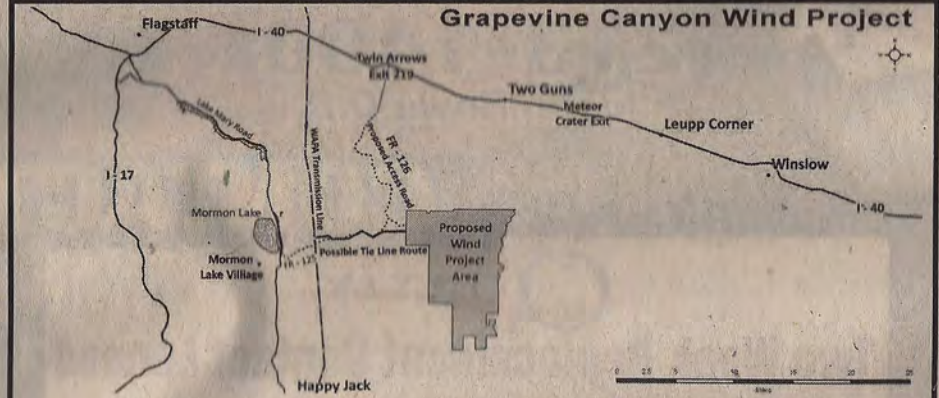 Grapevine Canyon Wind Project
Flagstaff
I - 40
Twin Arrows
Exit 219
Two Guns
Meteor
Crater Exit
Leupp Corner
Winslow
I - 40
Lake Mary Road
WAPA Transmission Line
FR - 126
Proposed Access Road
I - 17
Mormon Lake
Mormon
Lake Village
FR - 125
Possible Tie Line Route
Proposed
Wind
Project
Area
Happy Jack
0 2.5 5 10 15 20 25
Miles